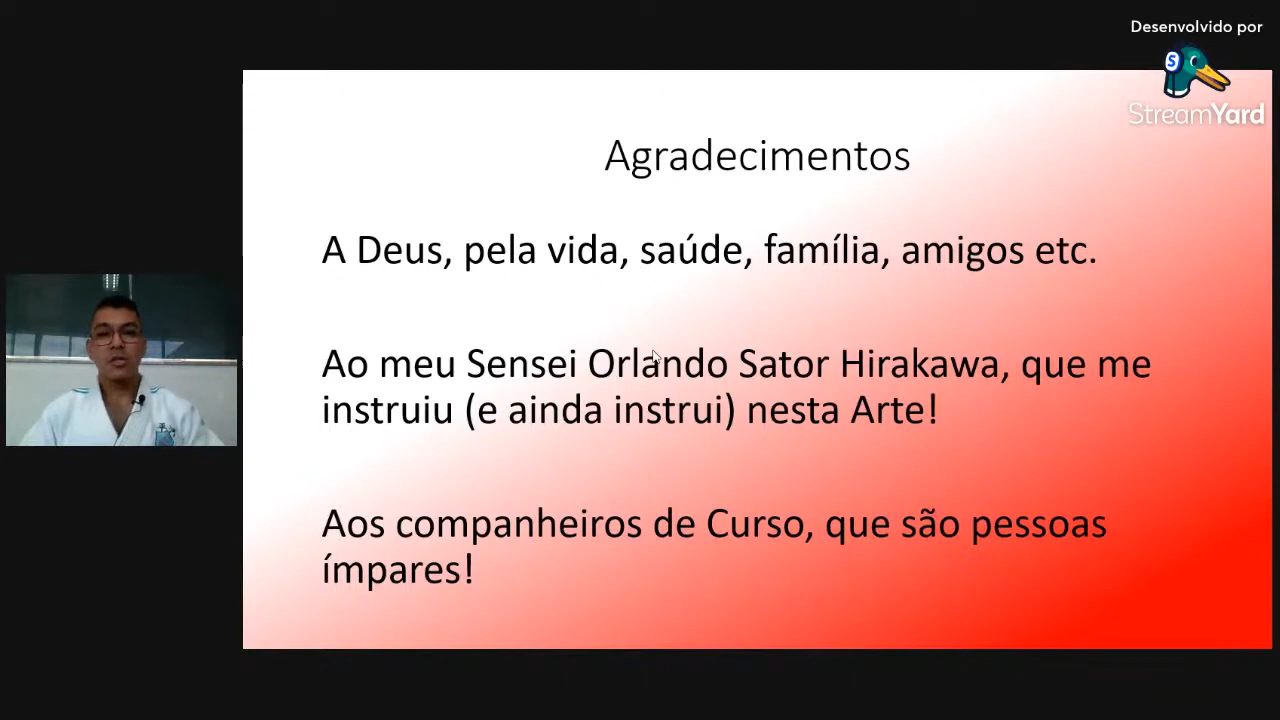 Desenvolvido por
S
StreamYard
Agradecimentos
A Deus, pela vida, saúde, família, amigos etc.
Ao meu Sensei Orlando Sator Hirakawa, que me
instruiu (e ainda instrui) nesta Arte!
Aos companheiros de Curso, que são pessoas
ímpares!